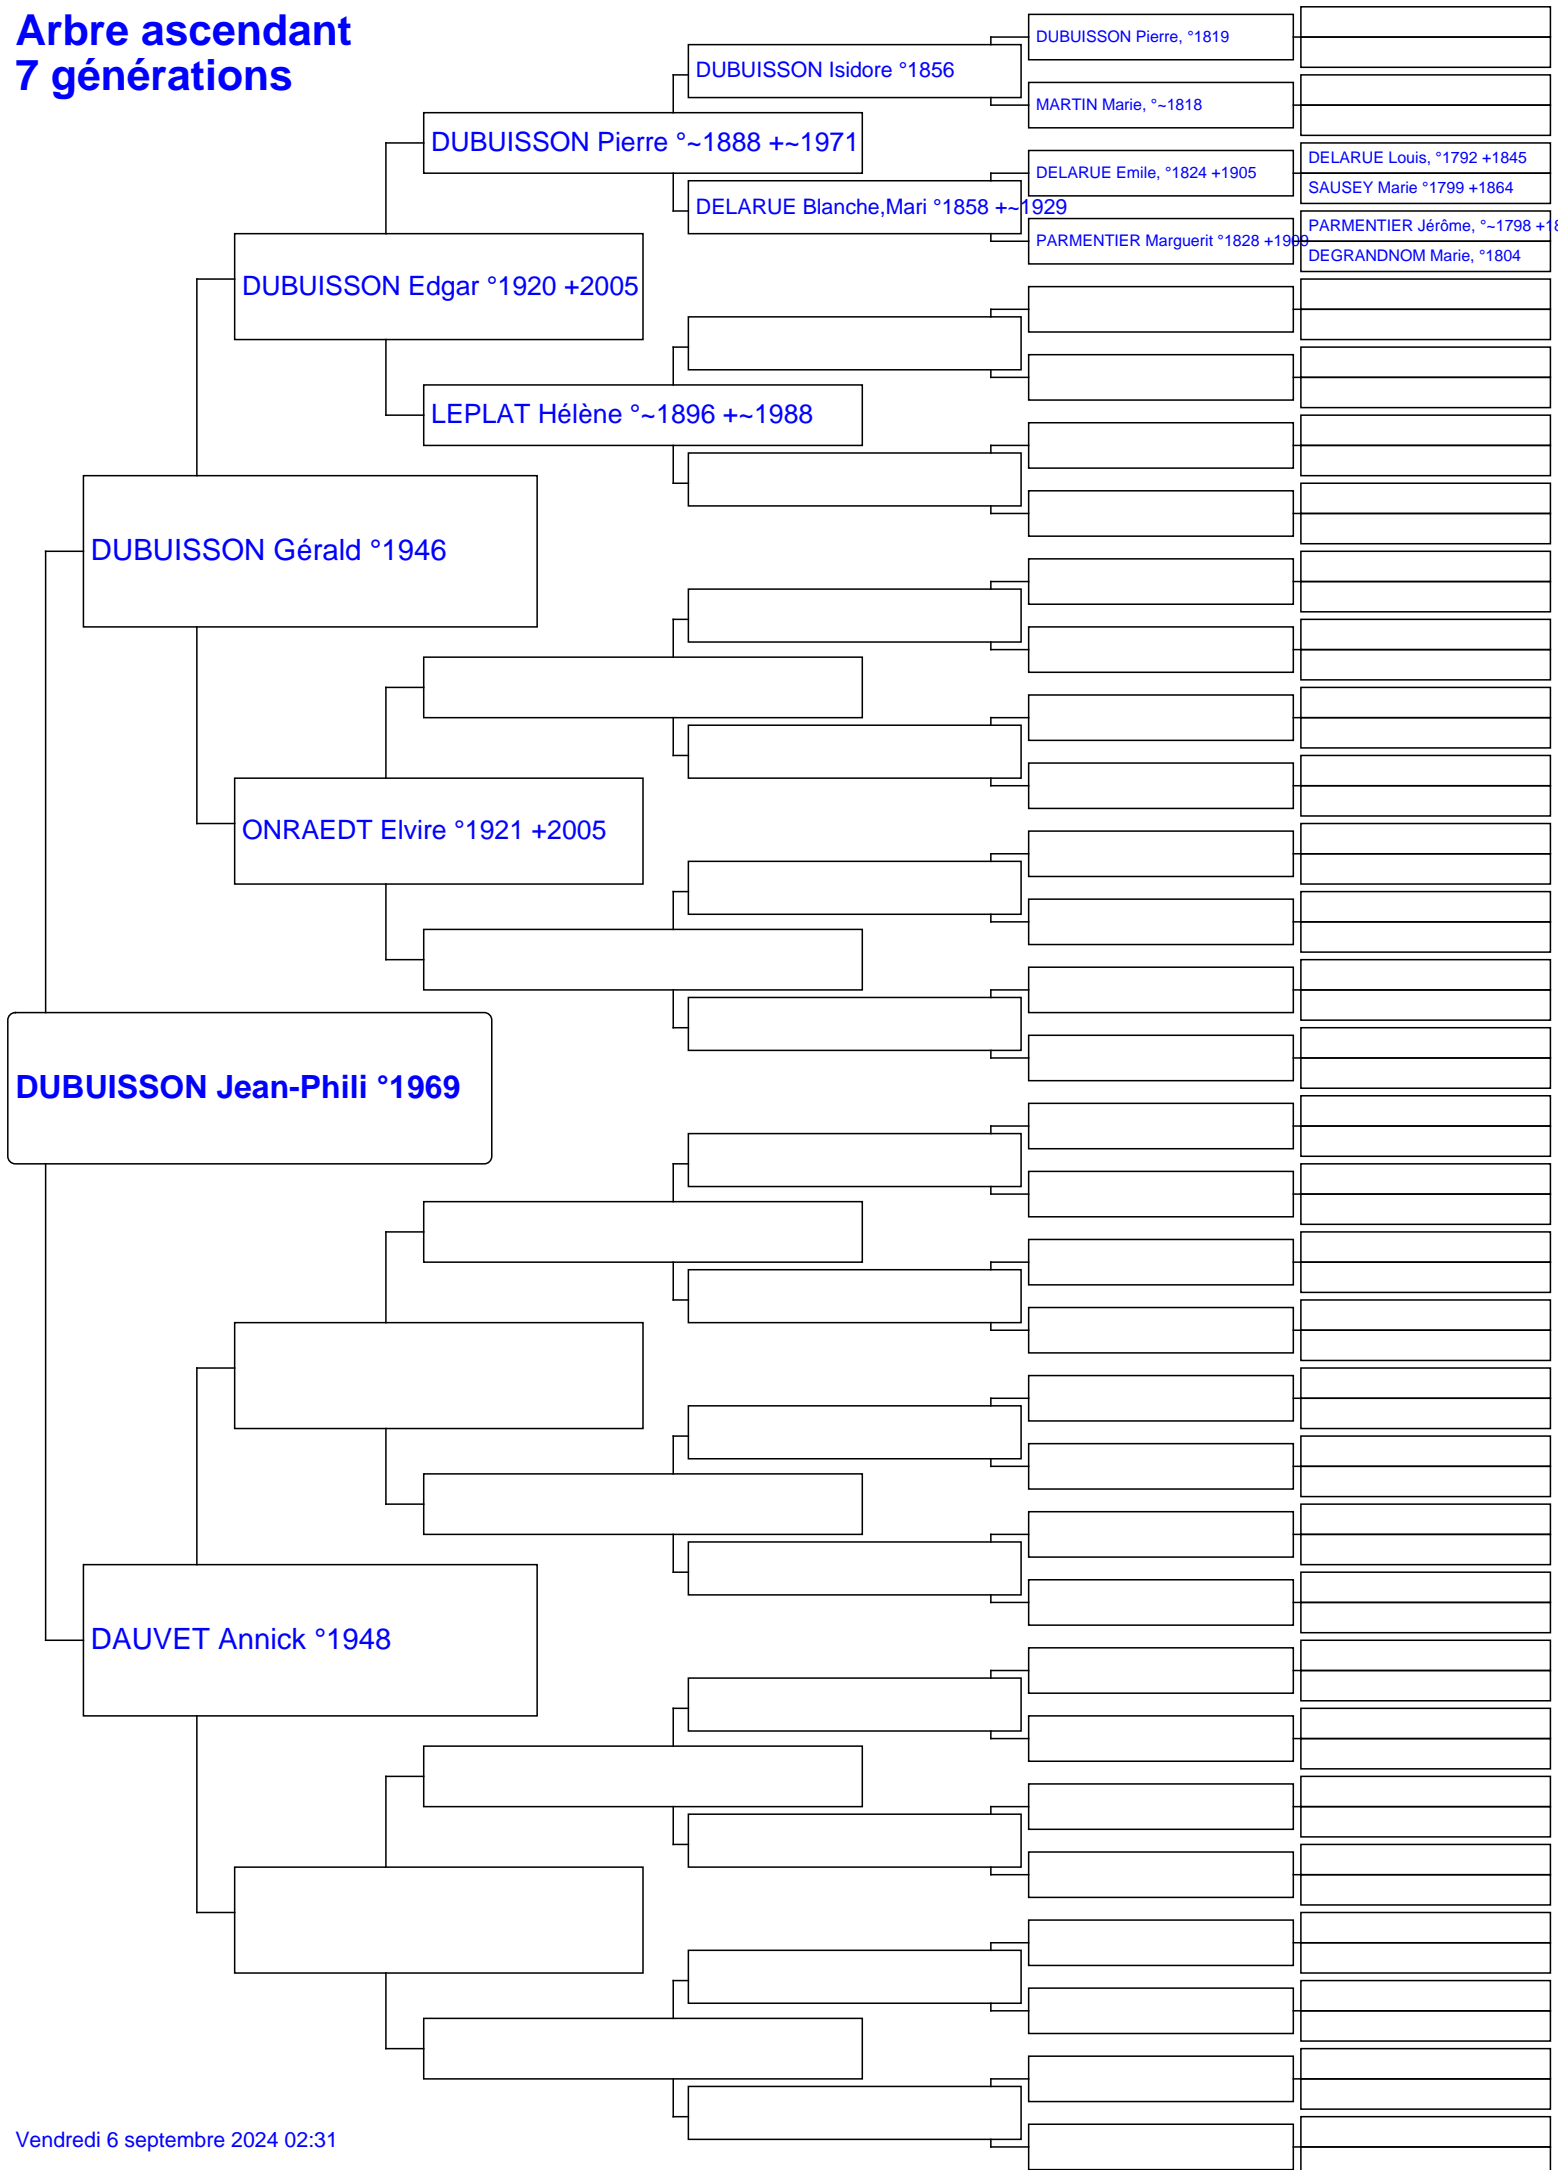 Arbre ascendant
7 générations
DUBUISSON Pierre, °1819
DUBUISSON Isidore °1856
MARTIN Marie, °~1818
DUBUISSON Pierre °~1888 +~1971
DELARUE Louis, °1792 +1845
DELARUE Emile, °1824 +1905
SAUSEY Marie °1799 +1864
DELARUE Blanche,Mari °1858 +~1929
PARMENTIER Jérôme, °~1798 +18
PARMENTIER Marguerit °1828 +1909
DEGRANDNOM Marie, °1804
DUBUISSON Edgar °1920 +2005
LEPLAT Hélène °~1896 +~1988
DUBUISSON Gérald °1946
ONRAEDT Elvire °1921 +2005
DUBUISSON Jean-Phili °1969
DAUVET Annick °1948
Vendredi 6 septembre 2024 02:31